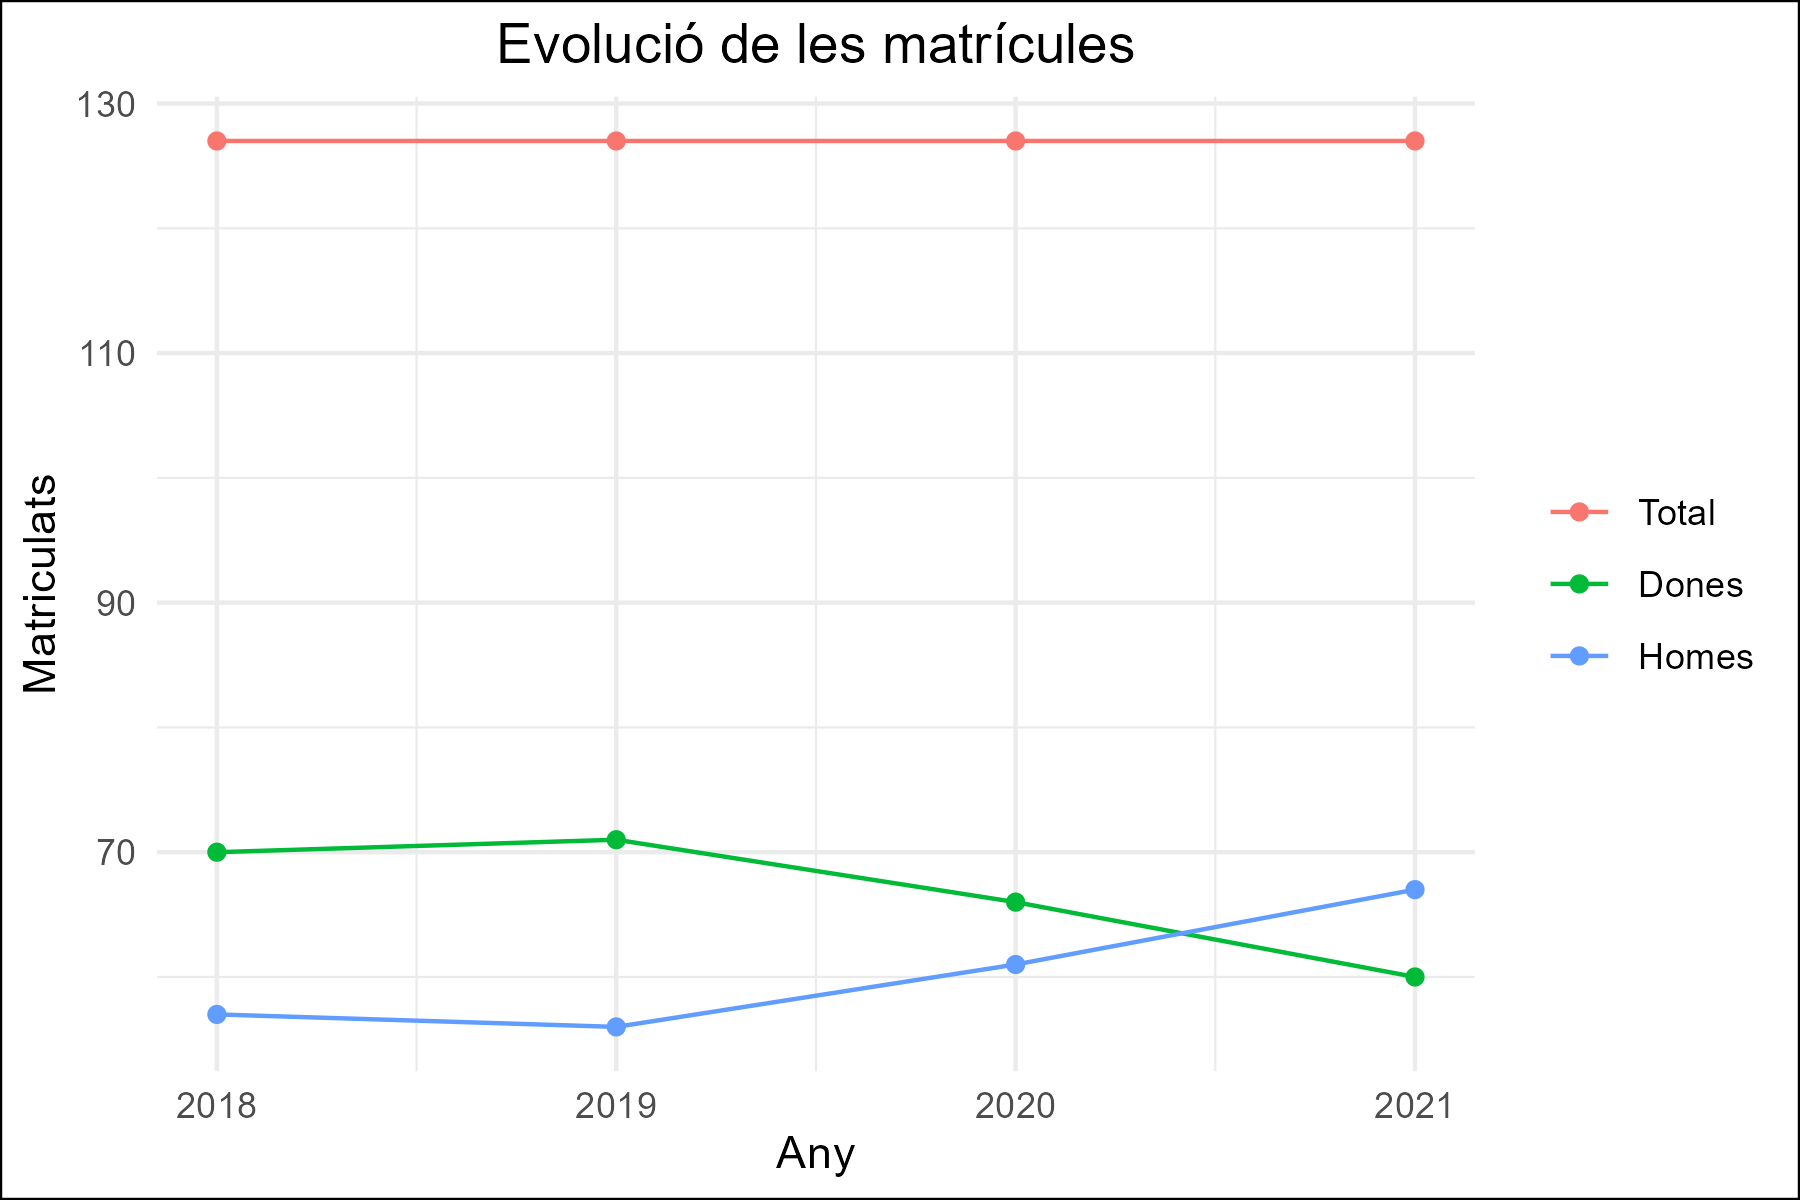 Evolució de les matrícules
130
110
90
70
Matriculats
2018 2019 2020 2021
Any
Total
Dones
Homes